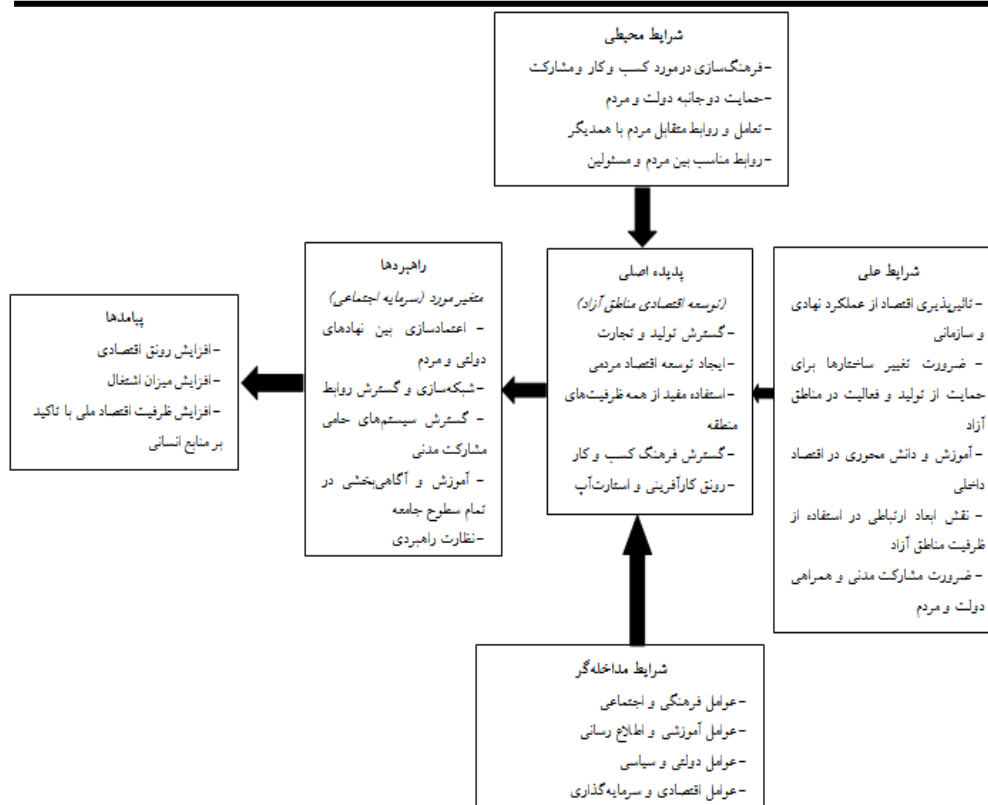 شرایط محیطی
-فرهنگ‌سازی درمورد کسب و کار ومشارکت
-حمایت دوجانبه دولت و مردم
-تعامل و روابط متقابل مردم با همدیگر
-روابط مناسب بین مردم و مسئولین
شرایط علی
-تاثیرپذیری اقتصاد از عملکرد نهادی
و سازمانی
- ضرورت تغییر ساختارها برای
حمایت از تولید و فعالیت در مناطق
آزاد
-آموزش و دانش محوری در اقتصاد
داخلی
- نقش ابعاد ارتباطی در استفاده از
ظرفیت مناطق آزاد
- ضرورت مشارکت مدنی و همراهی
دولت و مردم
پدیده اصلی
(توسعه اقتصادی مناطق آزاد)
-گسترش تولید و تجارت
-ایجاد توسعه اقتصاد مردمی
-استفاده مفید از همه ظرفیت‌های
منطقه
-گسترش فرهنگ کسب و کار
-رونق کارآفرینی و استارت‌آپ
راهبردها
متغیر مورد (سرمایه اجتماعی)
- اعتمادسازی بین نهادهای
دولتی و مردم
-شبکه‌سازی و گسترش روابط
- گسترش سیستم‌های حامی
مشارکت مدنی
- آموزش و آگاهی‌بخشی در
تمام سطوح جامعه
-نظارت راهبردی
پیامدها
-افزایش رونق اقتصادی
-افزایش میزان اشتغال
-افزایش ظرفیت اقتصاد ملی با تاکید
بر منابع انسانی
شرایط مداخله‌گر
-عوامل فرهنگی و اجتماعی
-عوامل آموزشی و اطلاع رسانی
-عوامل دولتی و سیاسی
-عوامل اقتصادی و سرمایه‌گذاری